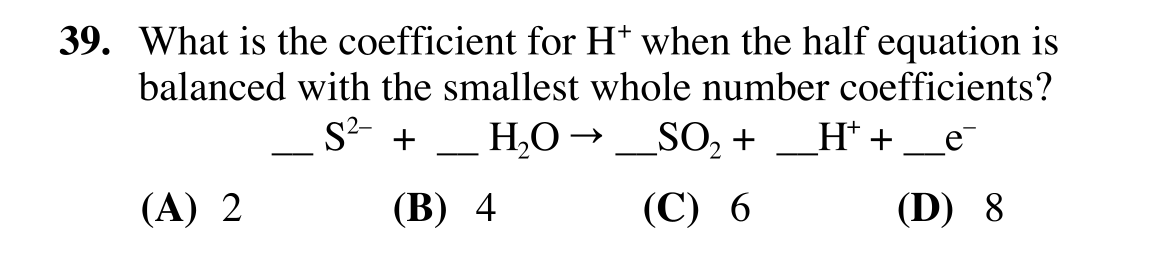 39. What is the coefficient for H⁺ when the half equation is
balanced with the smallest whole number coefficients?
__ S²⁻ + __ H₂O → __SO₂ + __H⁺ + __e⁻
(A) 2 (B) 4 (C) 6 (D) 8